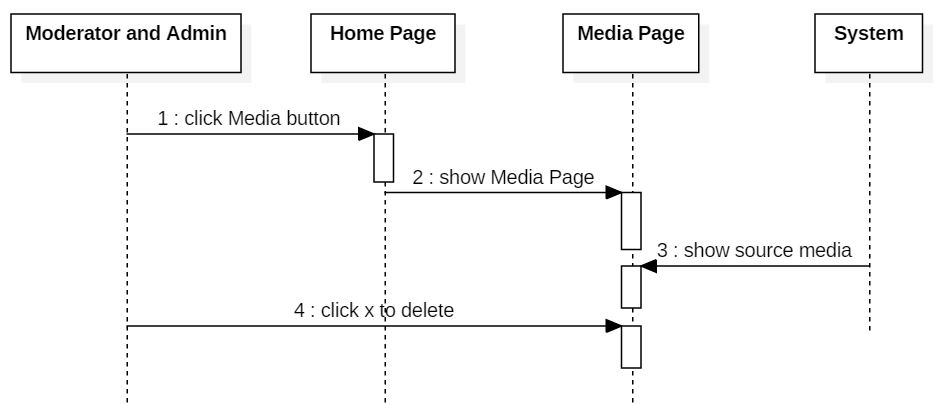 Moderator and Admin
Home Page
Media Page
System
1 : click Media button
2 : show Media Page
3 : show source media
4 : click x to delete